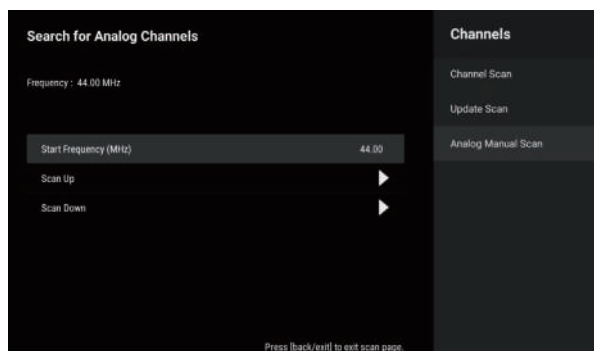 Search for Analog Channels
Frequency : 44.00 MHz
Start Frequency (MHz) 44.00
Scan Up
Scan Down
Press [back/exit] to exit scan page.
Channels
Channel Scan
Update Scan
Analog Manual Scan